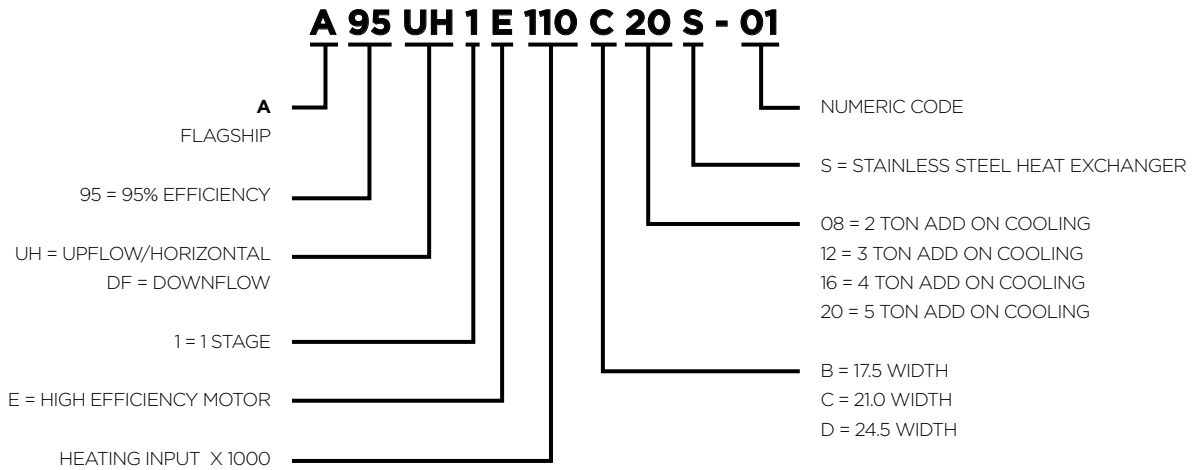 A 95 UH 1 E 110 C 20 S - 01
A
FLAGSHIP
95 = 95% EFFICIENCY
UH = UPFLOW/HORIZONTAL
DF = DOWNFLOW
1 = 1 STAGE
E = HIGH EFFICIENCY MOTOR
HEATING INPUT X 1000
NUMERIC CODE
S = STAINLESS STEEL HEAT EXCHANGER
08 = 2 TON ADD ON COOLING
12 = 3 TON ADD ON COOLING
16 = 4 TON ADD ON COOLING
20 = 5 TON ADD ON COOLING
B = 17.5 WIDTH
C = 21.0 WIDTH
D = 24.5 WIDTH